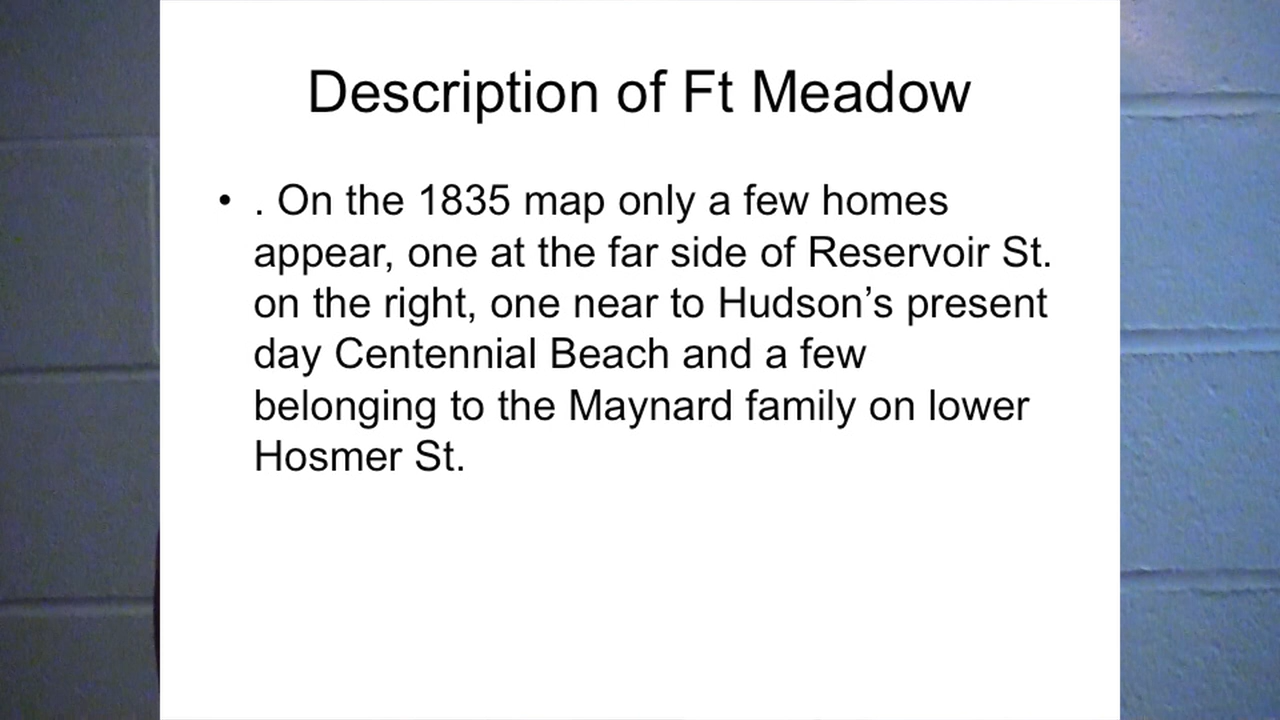 Description of Ft Meadow
• . On the 1835 map only a few homes
appear, one at the far side of Reservoir St.
on the right, one near to Hudson’s present
day Centennial Beach and a few
belonging to the Maynard family on lower
Hosmer St.